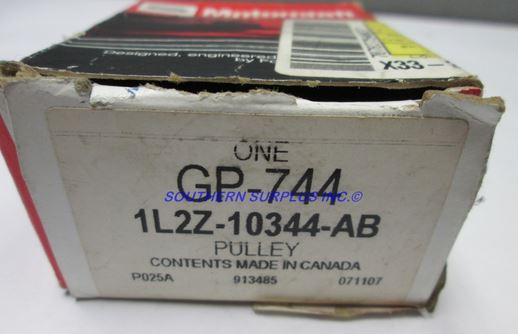 Motorcraft
Designed, engineered
X33-
ONE
GP-744
SOUTHERN SURPLUS INC.©
1L2Z-10344-AB
PULLEY
CONTENTS MADE IN CANADA
P025A 913485 071107